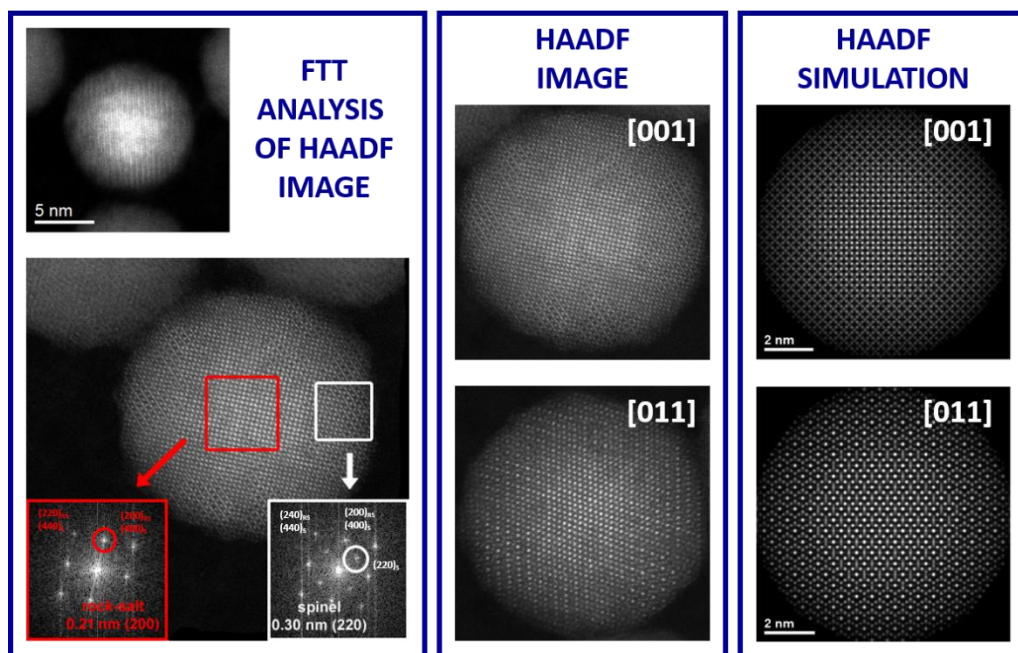 FTT
ANALYSIS
OF HAADF
IMAGE
5 nm
(220)RS
(440)S
(200)RS
(400)S
rock-salt
0.21 nm (200)
(240)RS
(440)S
(200)RS
(400)S
(220)S
spinel
0.30 nm (220)
HAADF
IMAGE
[001]
[011]
HAADF
SIMULATION
[001]
2 nm
[011]
2 nm